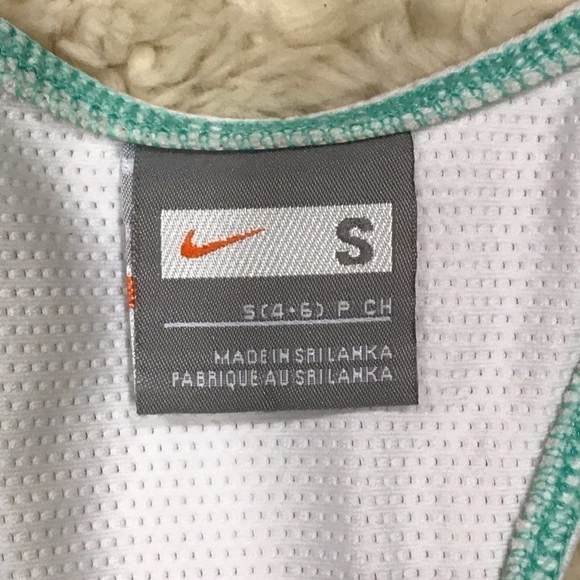 S
S(4-6) P CH
MADE IN SRI LANKA
FABRIQUE AU SRI LANKA